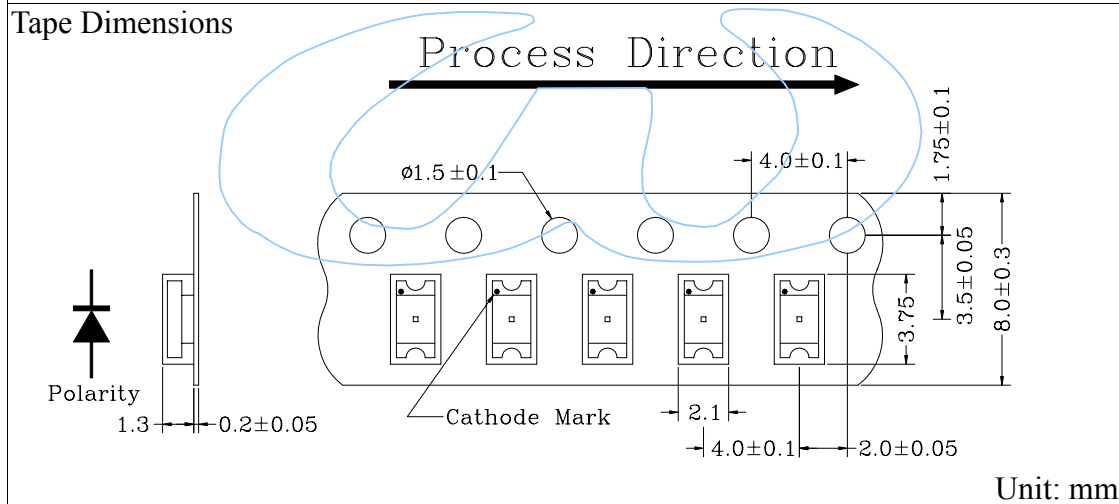 Tape Dimensions
Process Direction
1.75±0.1
4.0±0.1
ø1.5±0.1
3.5±0.05
8.0±0.3
3.75
Polarity
Cathode Mark
2.1
1.3
0.2±0.05
4.0±0.1
2.0±0.05
Unit: mm